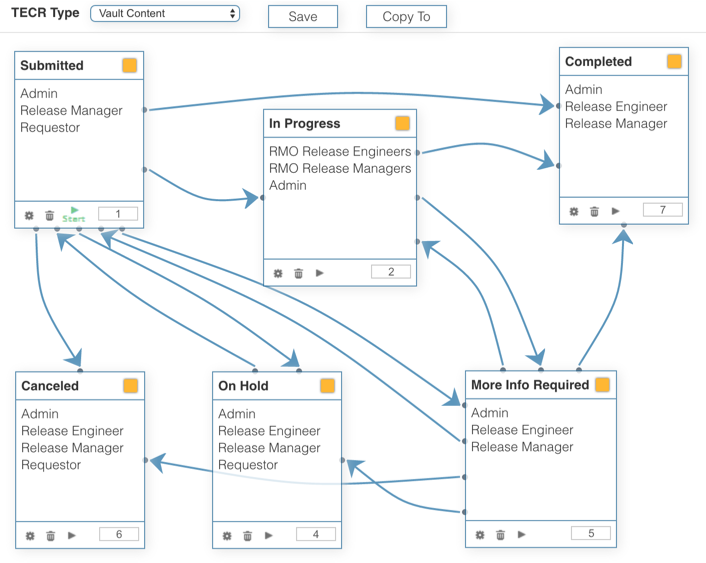 TECR Type
Vault Content
Save
Copy To
Submitted
Admin
Release Manager
Requestor
Start
1
In Progress
RMO Release Engineers
RMO Release Managers
Admin
2
Completed
Admin
Release Engineer
Release Manager
7
Canceled
Admin
Release Engineer
Release Manager
Requestor
6
On Hold
Admin
Release Engineer
Release Manager
Requestor
4
More Info Required
Admin
Release Engineer
Release Manager
5